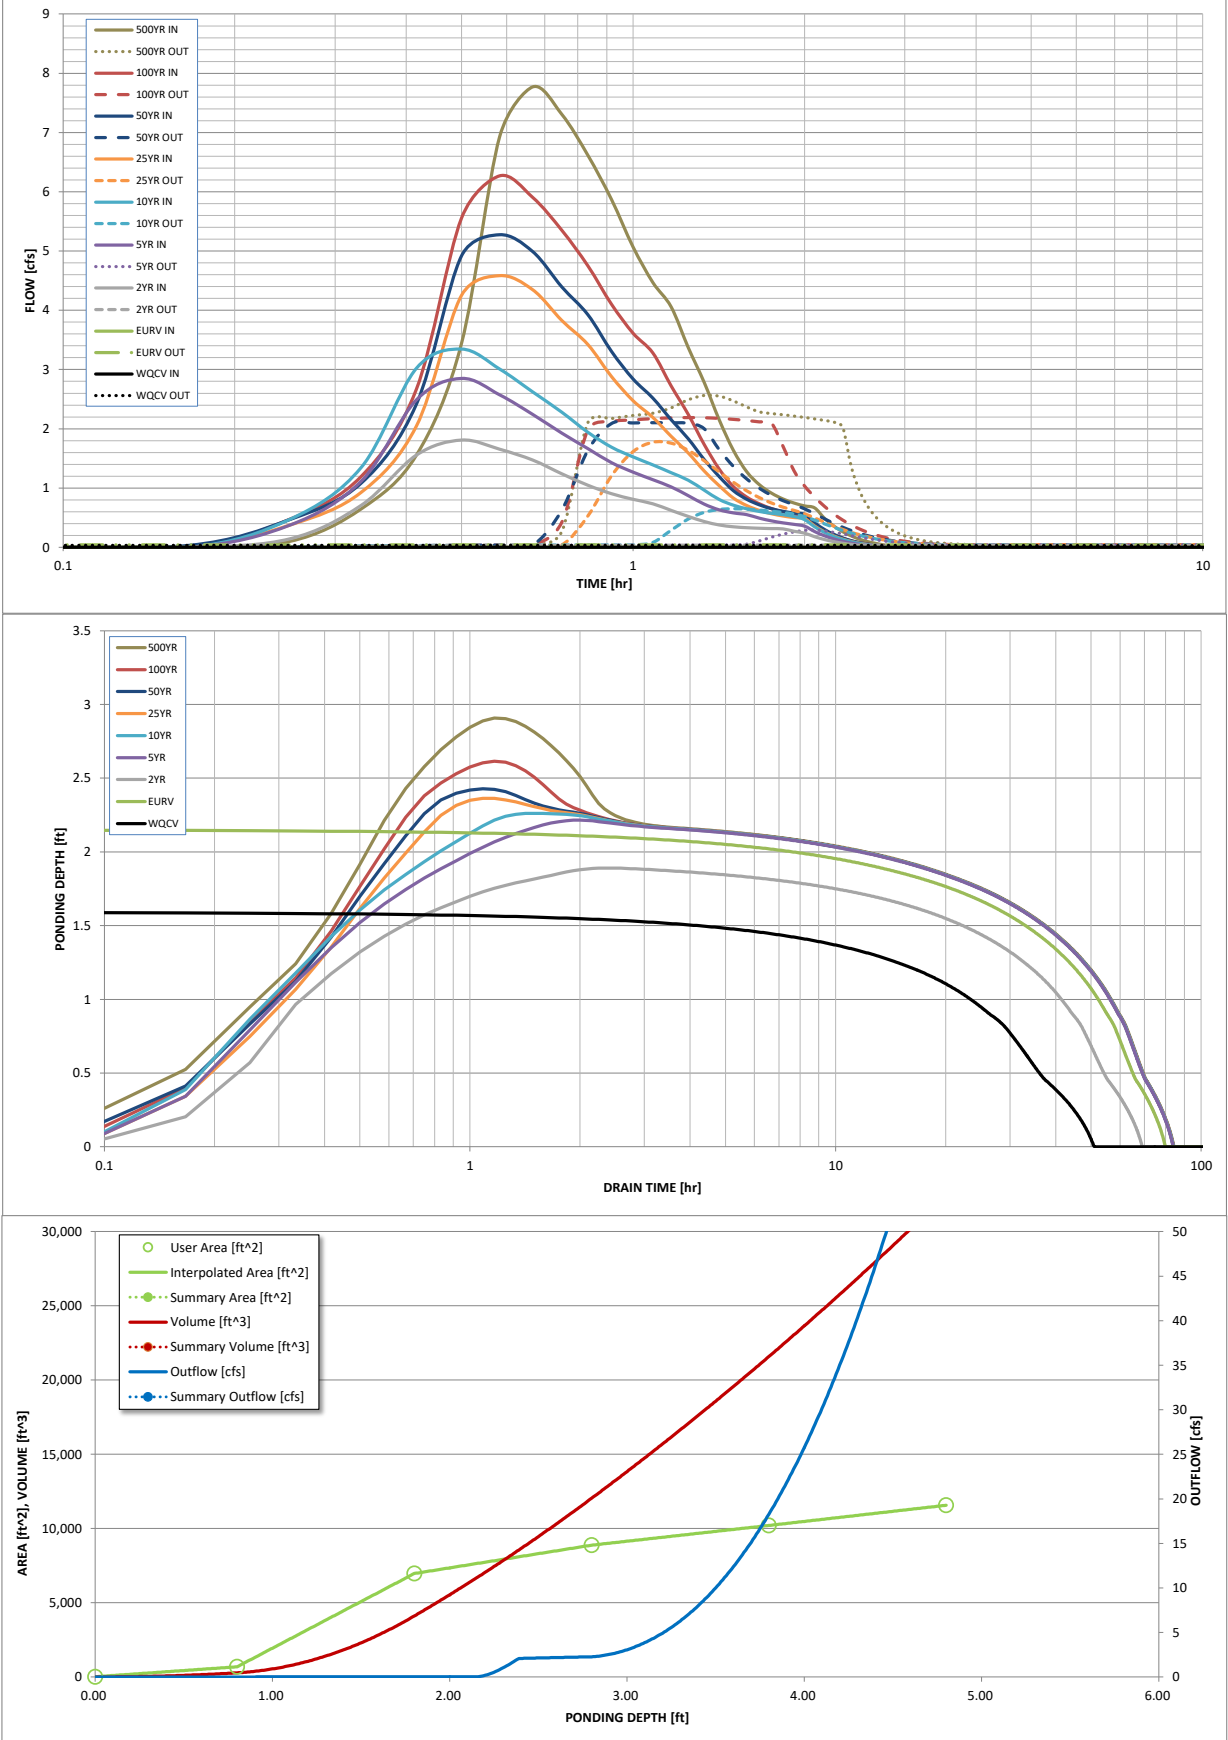 9
8
7
6
5
4
3
2
1
0
FLOW [cfs]
500YR IN
500YR OUT
100YR IN
100YR OUT
50YR IN
50YR OUT
25YR IN
25YR OUT
10YR IN
10YR OUT
5YR IN
5YR OUT
2YR IN
2YR OUT
EURV IN
EURV OUT
WQCV IN
WQCV OUT
0.1 1 10
TIME [hr]
3.5
3
2.5
2
1.5
1
0.5
0
PONDING DEPTH [ft]
500YR
100YR
50YR
25YR
10YR
5YR
2YR
EURV
WQCV
0.1 1 10 100
DRAIN TIME [hr]
30,000
25,000
20,000
15,000
10,000
5,000
0
AREA [ft^2], VOLUME [ft^3]
User Area [ft^2]
Interpolated Area [ft^2]
Summary Area [ft^2]
Volume [ft^3]
Summary Volume [ft^3]
Outflow [cfs]
Summary Outflow [cfs]
50
45
40
35
30
25
20
15
10
5
0
OUTFLOW [cfs]
0.00 1.00 2.00 3.00 4.00 5.00 6.00
PONDING DEPTH [ft]